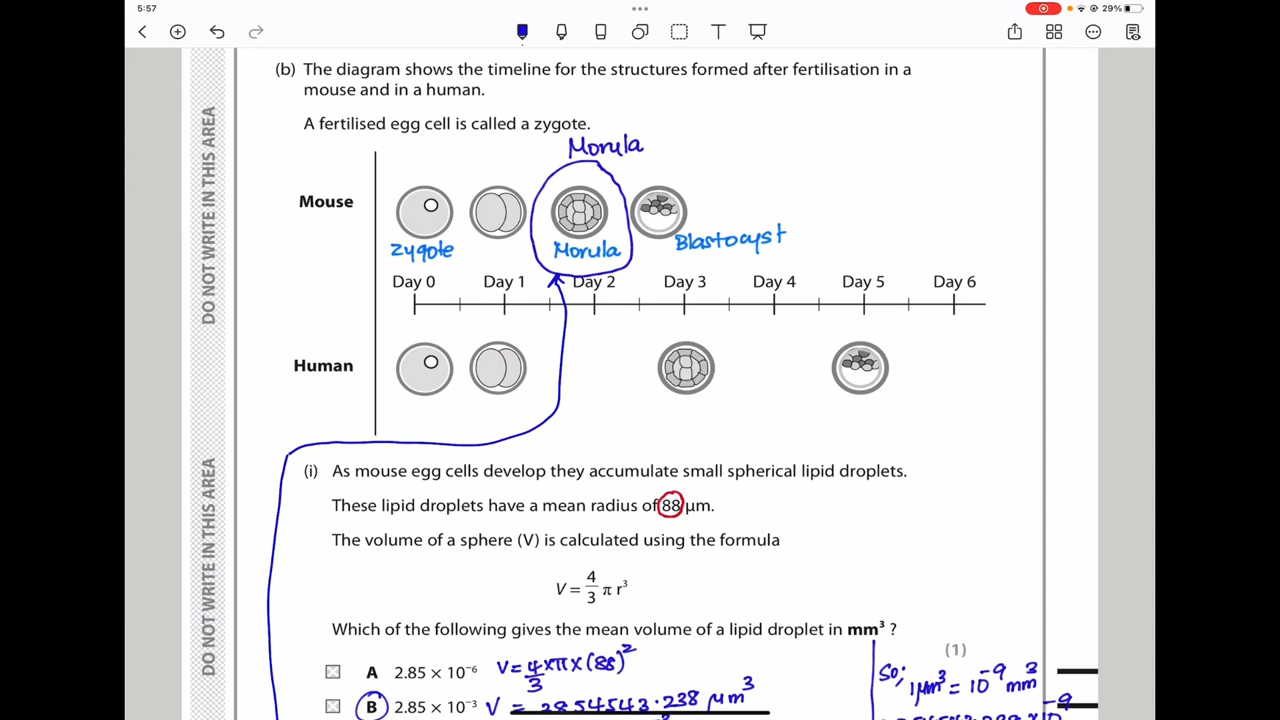 5:57
29%
T
(b) The diagram shows the timeline for the structures formed after fertilisation in a
mouse and in a human.
A fertilised egg cell is called a zygote.
Morula
Mouse
Zygote
Morula
Blastocyst
Day 0 Day 1 Day 2 Day 3 Day 4 Day 5 Day 6
Human
DO NOT WRITE IN THIS AREA
DO NOT WRITE IN THIS AREA
(i) As mouse egg cells develop they accumulate small spherical lipid droplets.
These lipid droplets have a mean radius of 88 μm.
The volume of a sphere (V) is calculated using the formula
V = 4/3 π r³
Which of the following gives the mean volume of a lipid droplet in mm³ ?
(1)
A 2.85 × 10⁻⁶ V = 4/3 × π × (88)²
So; 1 μm³ = 10⁻⁹ mm³
B 2.85 × 10⁻³ V = 2854543.238 μm³